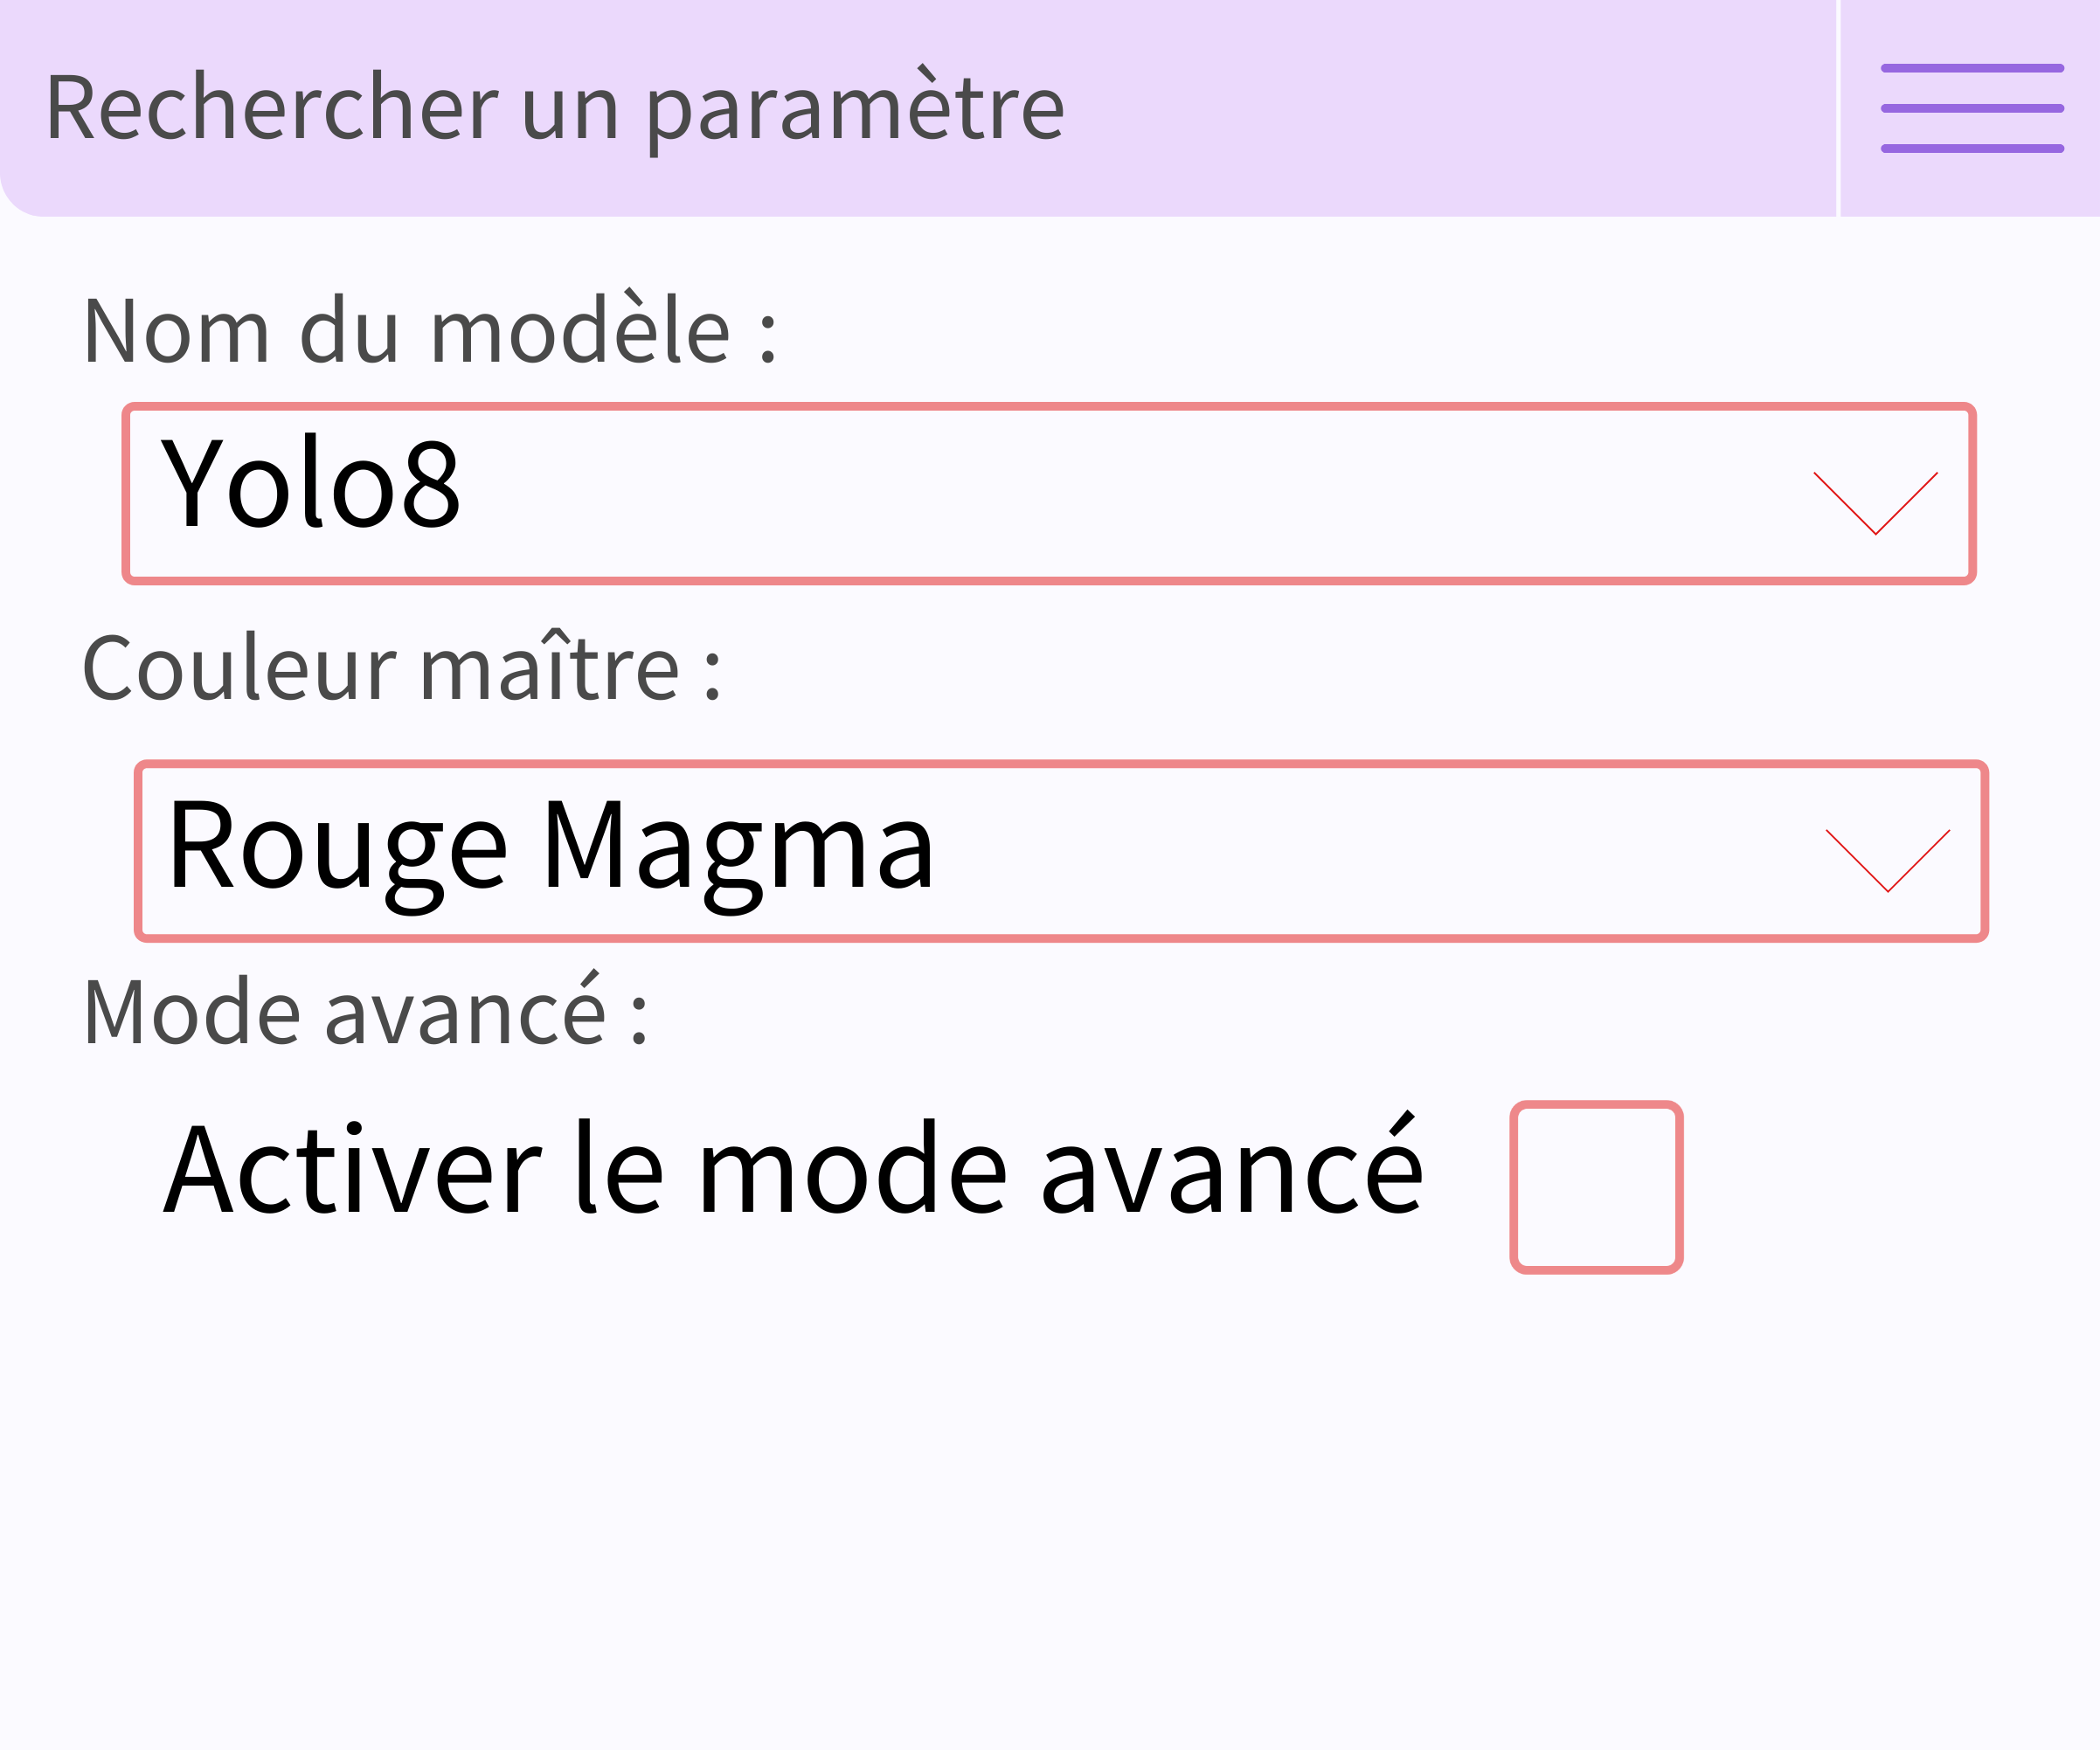 Rechercher un paramètre
Nom du modèle :
Yolo8
Couleur maître :
Rouge Magma
Mode avancé :
Activer le mode avancé